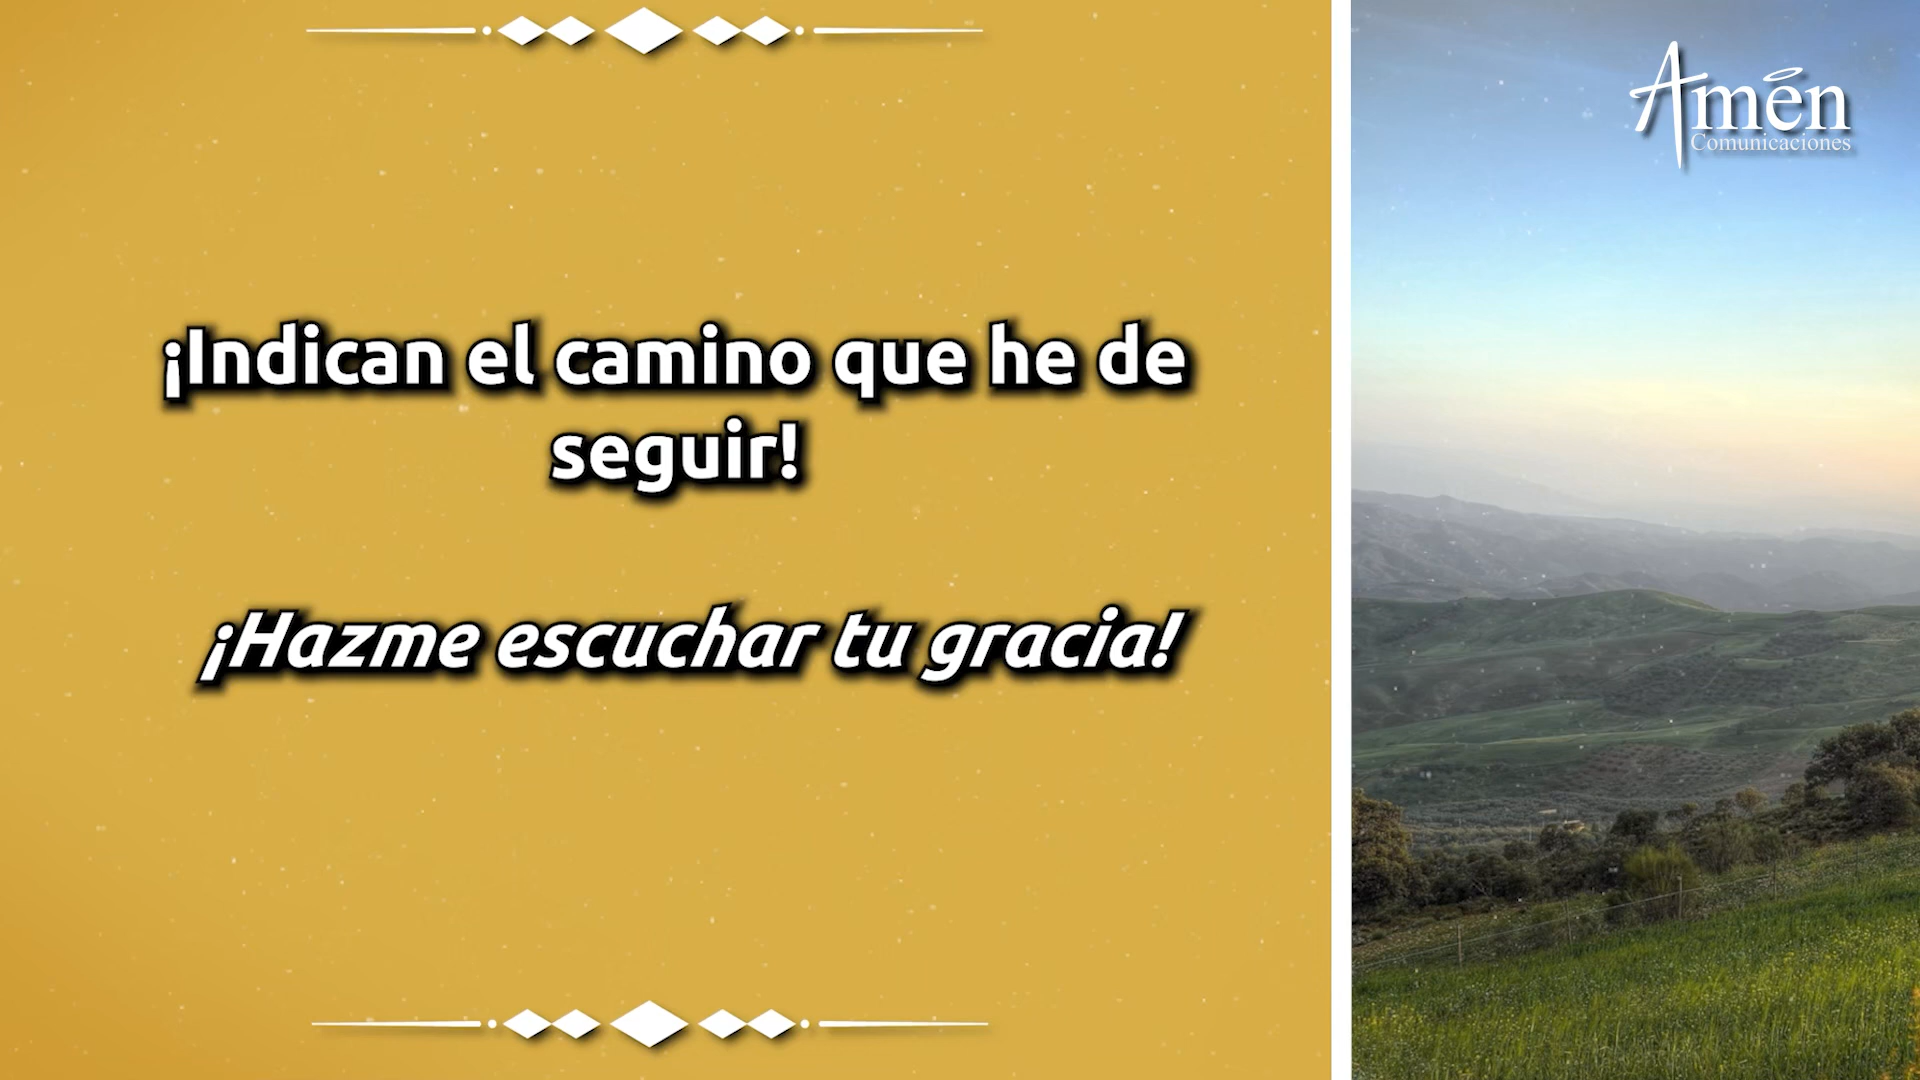 ¡Indican el camino que he de
seguir!
¡Hazme escuchar tu gracia!
Amén
Comunicaciones